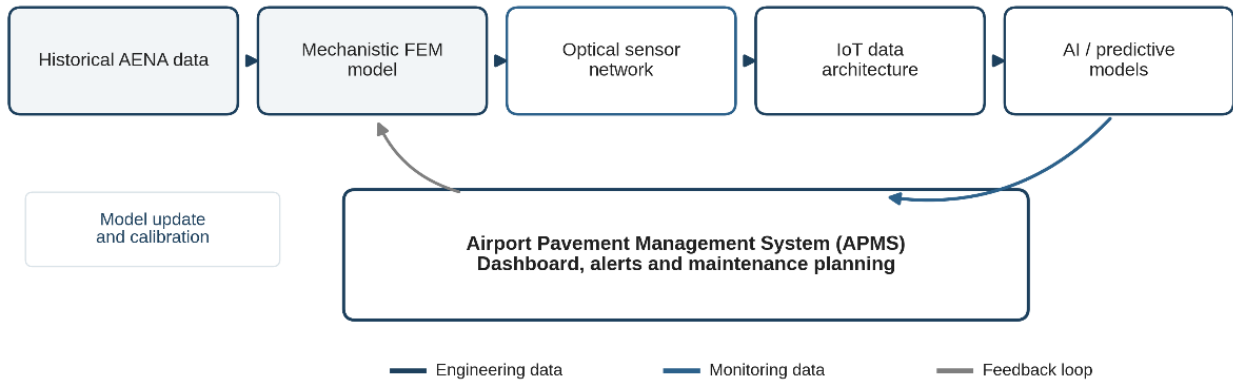 Historical AENA data
Mechanistic FEM
model
Optical sensor
network
IoT data
architecture
AI / predictive
models
Model update
and calibration
Airport Pavement Management System (APMS)
Dashboard, alerts and maintenance planning
Engineering data
Monitoring data
Feedback loop